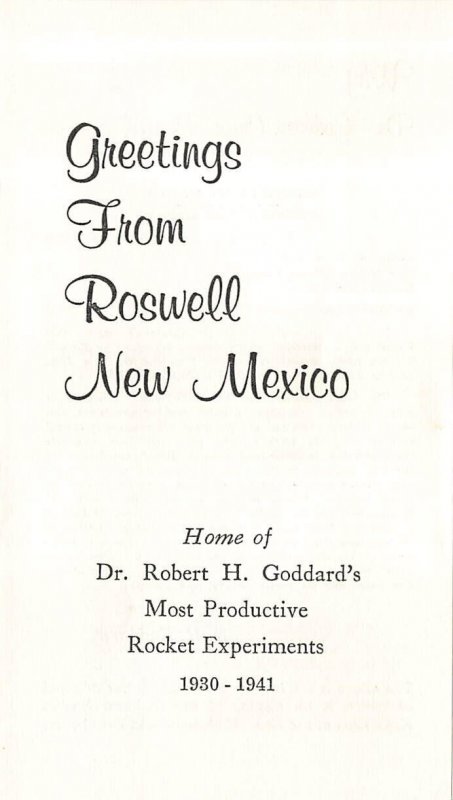 Greetings
From
Roswell
New Mexico
Home of
Dr. Robert H. Goddard's
Most Productive
Rocket Experiments
1930 - 1941